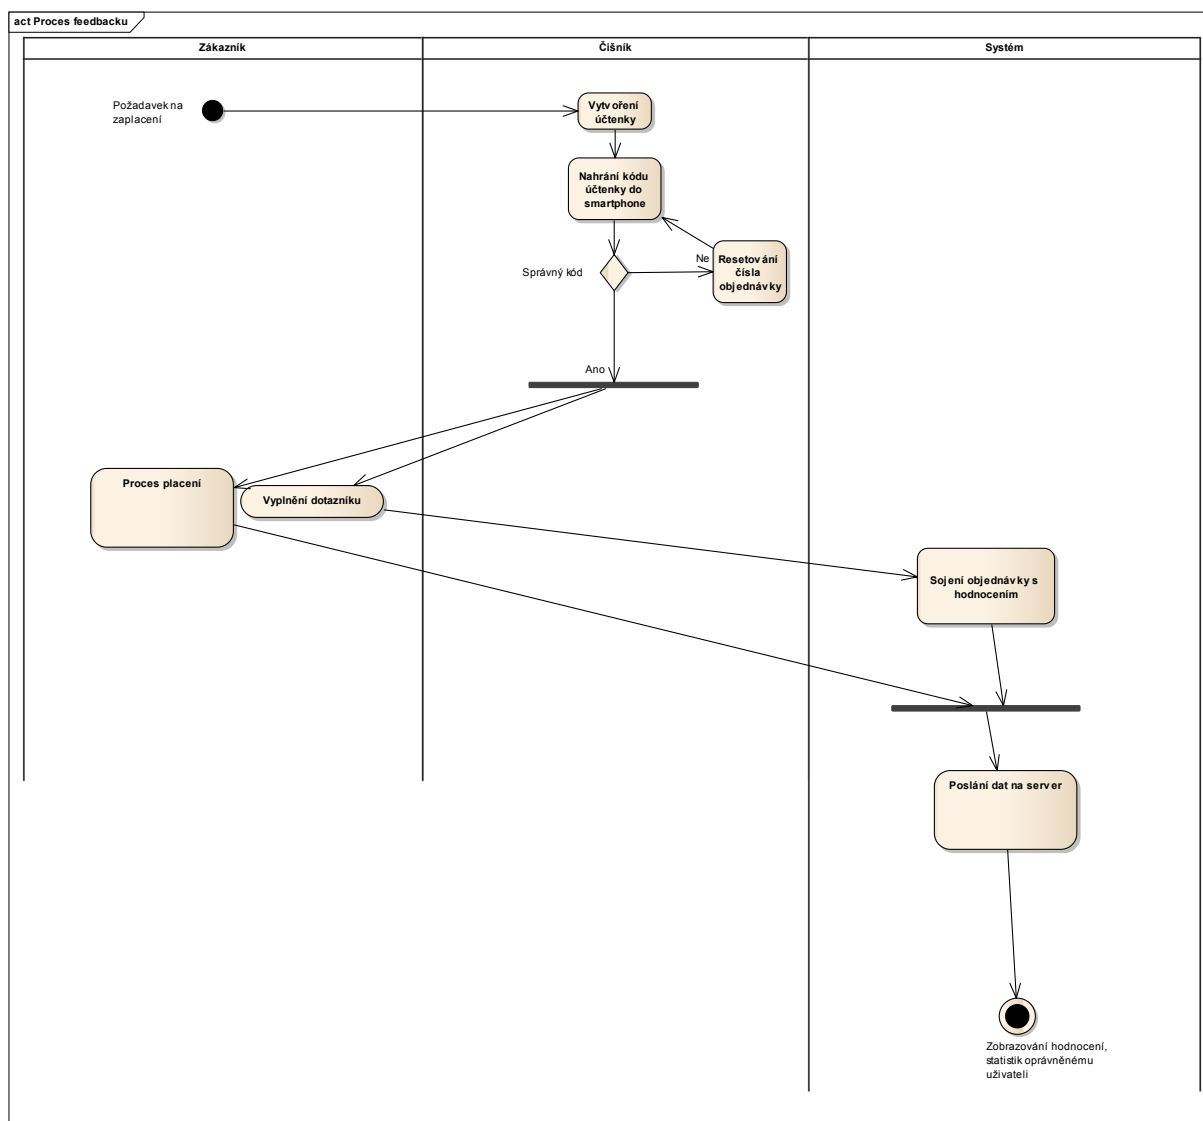 act Proces feedbacku
Zákazník
Čišník
Systém
Požadavek na
zaplacení
Vytvoření
účtenky
Nahrání kódu
účtenky do
smartphone
Správný kód
Ne
Resetování
čísla
objednávky
Ano
Proces placení
Vyplnění dotazníku
Sojení objednávky s
hodnocením
Poslání dat na server
Zobrazování hodnocení,
statistik oprávněnému
uživateli